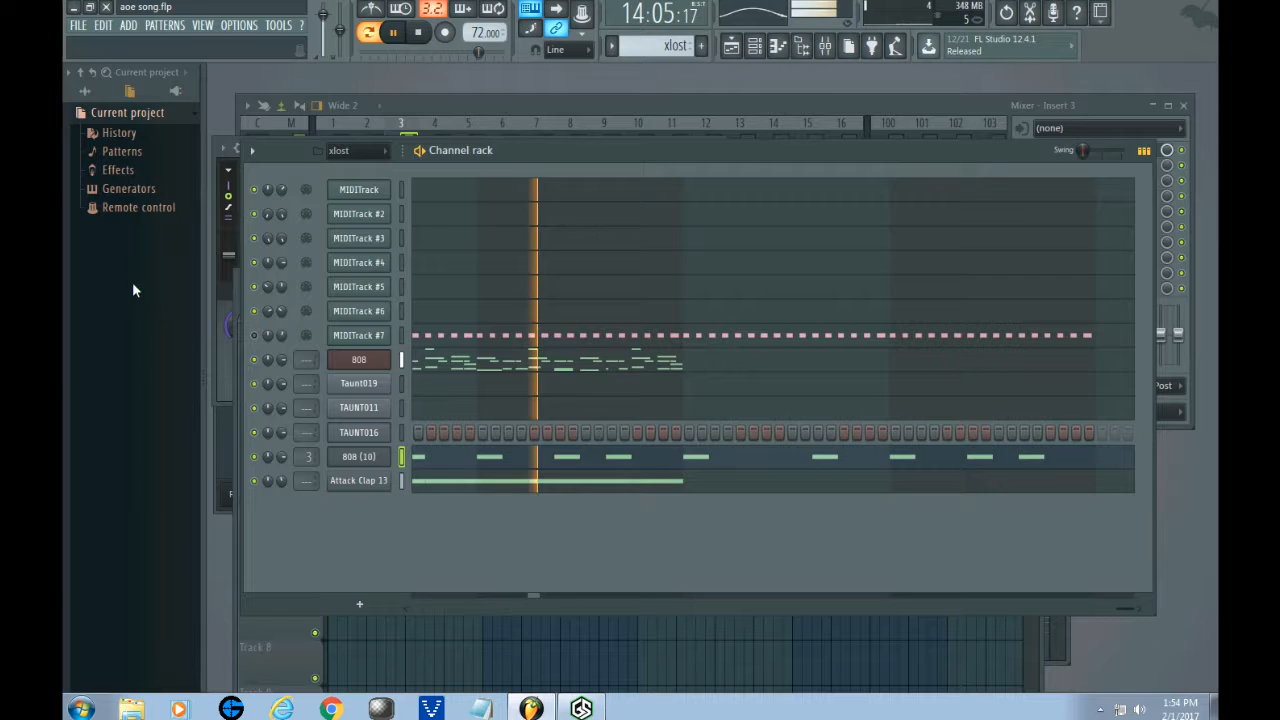 aoe song.flp
3.2.
14:05:17
B:S:T
4
348 MB
5
FILE EDIT ADD PATTERNS VIEW OPTIONS TOOLS ?
72.000
Line
xlost
12/21 FL Studio 12.4.1
Released
Current project
Current project
History
Patterns
Effects
Generators
Remote control
Wide 2
Mixer - Insert 3
C M 1 2 3 4 5 6 7 8 9 10 11 12 13 14 15 16 100 101 102 103
(none)
xlost
Channel rack
Swing
MIDITrack
MIDITrack #2
MIDITrack #3
MIDITrack #4
MIDITrack #5
MIDITrack #6
MIDITrack #7
--- 808
--- Taunt019
--- TAUNT011
--- TAUNT016
3 808 (10)
--- Attack Clap 13
Post
+
Track 8
1:54 PM
2/1/2017